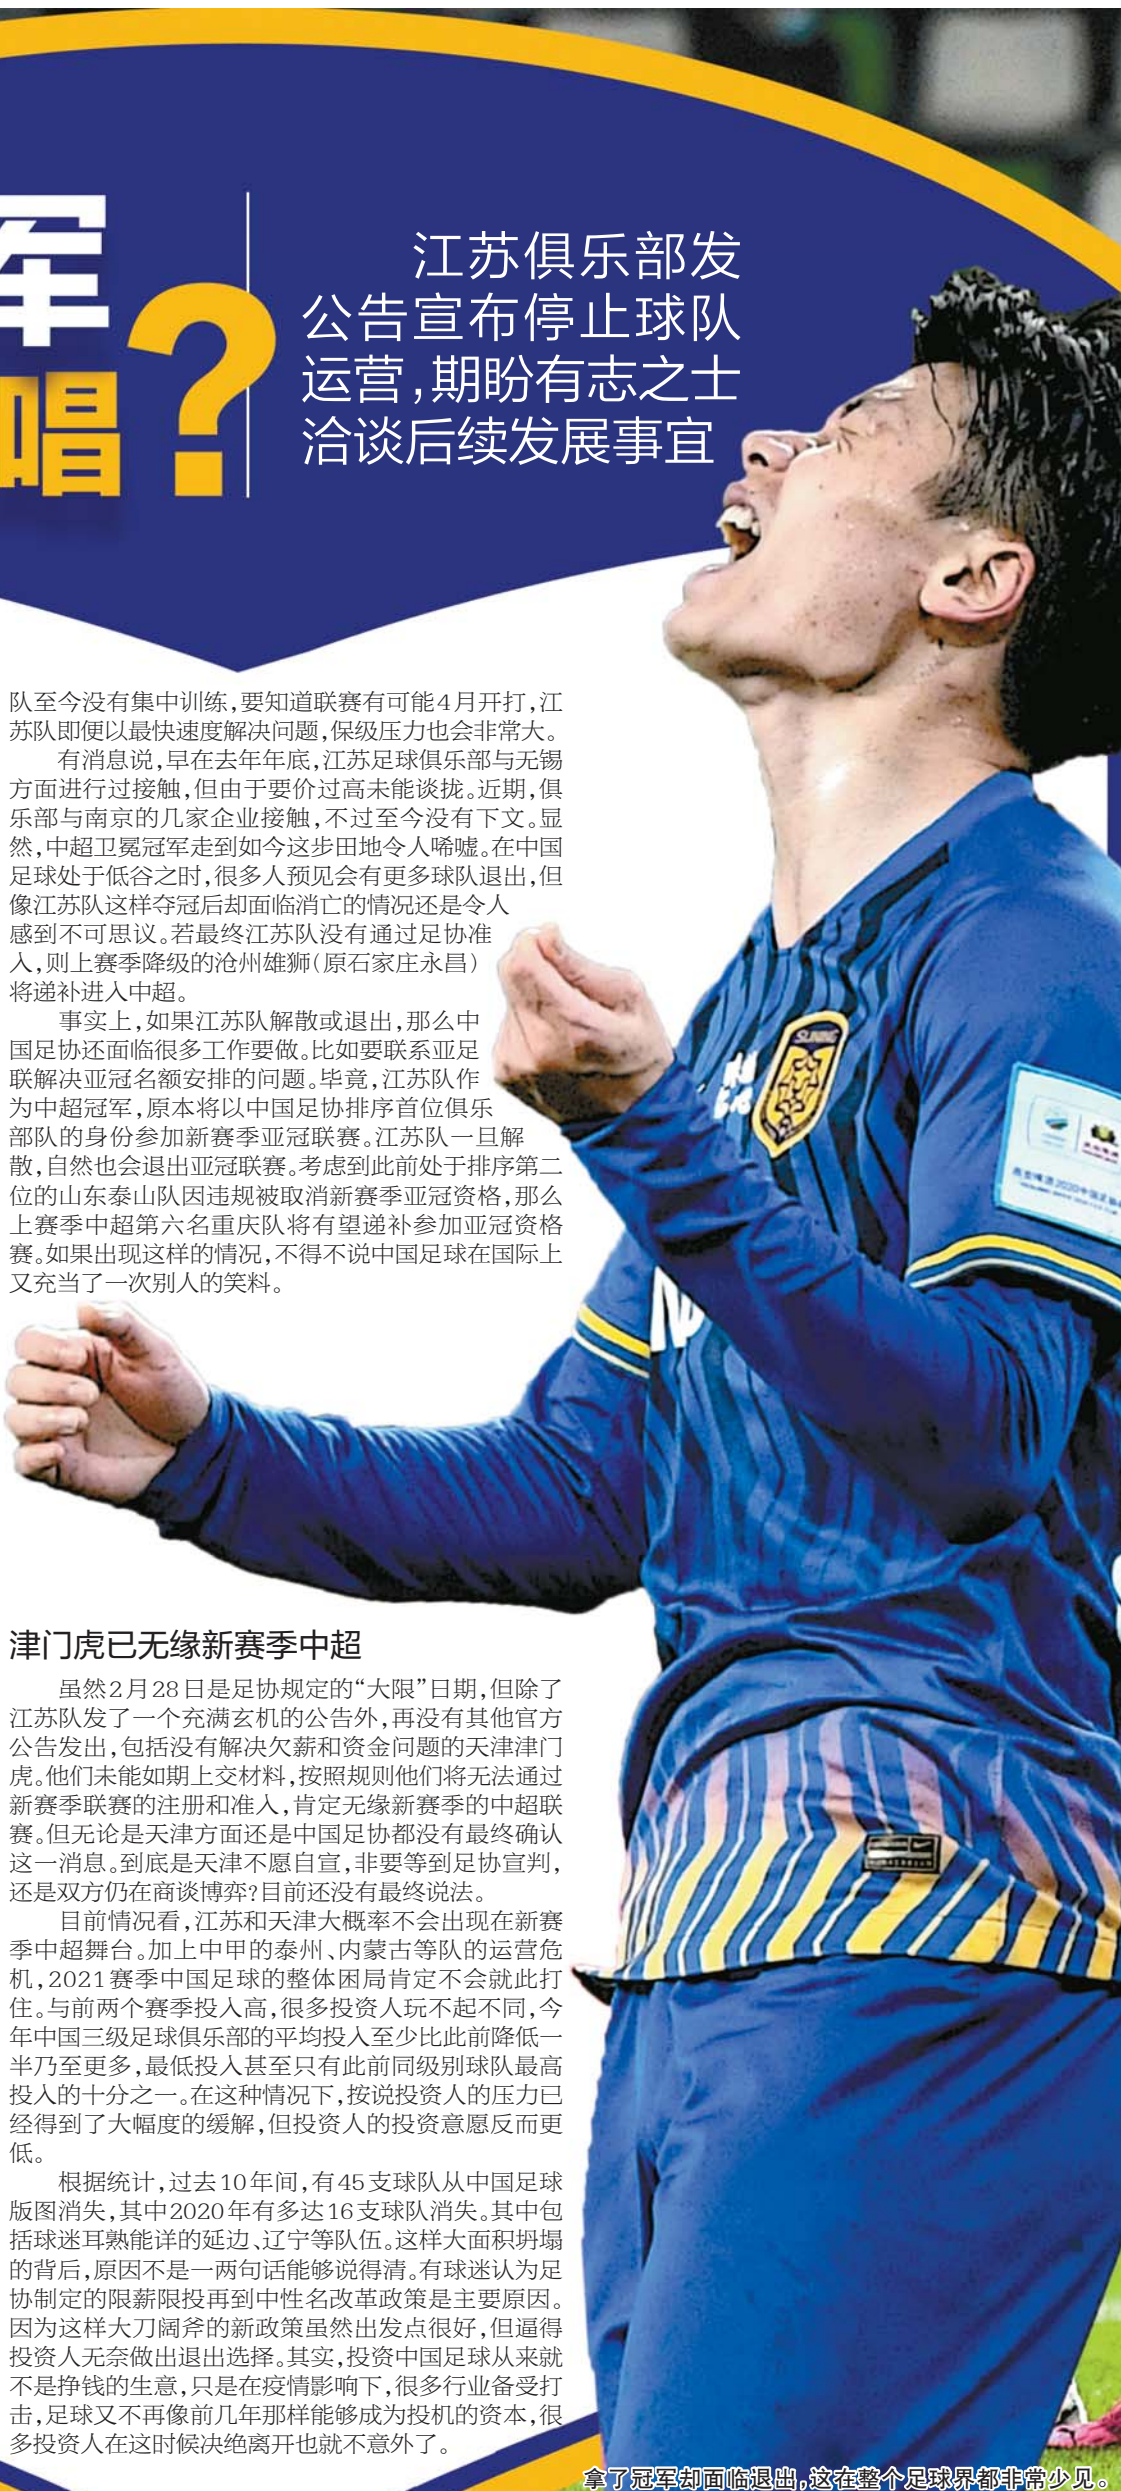 军
唱?
江苏俱乐部发
公告宣布停止球队
运营,期盼有志之士
洽谈后续发展事宜
队至今没有集中训练,要知道联赛有可能4月开打,江
苏队即便以最快速度解决问题,保级压力也会非常大。
有消息说,早在去年年底,江苏足球俱乐部与无锡
方面进行过接触,但由于要价过高未能谈拢。近期,俱
乐部与南京的几家企业接触,不过至今没有下文。显
然,中超卫冕冠军走到如今这步田地令人唏嘘。在中国
足球处于低谷之时,很多人预见会有更多球队退出,但
像江苏队这样夺冠后却面临消亡的情况还是令人
感到不可思议。若最终江苏队没有通过足协准
入,则上赛季降级的沧州雄狮(原石家庄永昌)
将递补进入中超。
事实上,如果江苏队解散或退出,那么中
国足协还面临很多工作要做。比如要联系亚足
联解决亚冠名额安排的问题。毕竟,江苏队作
为中超冠军,原本将以中国足协排序首位俱乐
部队的身份参加新赛季亚冠联赛。江苏队一旦解
散,自然也会退出亚冠联赛。考虑到此前处于排序第二
位的山东泰山队因违规被取消新赛季亚冠资格,那么
上赛季中超第六名重庆队将有望递补参加亚冠资格
赛。如果出现这样的情况,不得不说中国足球在国际上
又充当了一次别人的笑料。
SUNING
津门虎已无缘新赛季中超
虽然2月28日是足协规定的“大限”日期,但除了
江苏队发了一个充满玄机的公告外,再没有其他官方
公告发出,包括没有解决欠薪和资金问题的天津津门
虎。他们未能如期上交材料,按照规则他们将无法通过
新赛季联赛的注册和准入,肯定无缘新赛季的中超联
赛。但无论是天津方面还是中国足协都没有最终确认
这一消息。到底是天津不愿自宣,非要等到足协宣判,
还是双方仍在商谈博弈?目前还没有最终说法。
目前情况看,江苏和天津大概率不会出现在新赛
季中超舞台。加上中甲的泰州、内蒙古等队的运营危
机,2021赛季中国足球的整体困局肯定不会就此打
住。与前两个赛季投入高,很多投资人玩不起不同,今
年中国三级足球俱乐部的平均投入至少比此前降低一
半乃至更多,最低投入甚至只有此前同级别球队最高
投入的十分之一。在这种情况下,按说投资人的压力已
经得到了大幅度的缓解,但投资人的投资意愿反而更
低。
根据统计,过去10年间,有45支球队从中国足球
版图消失,其中2020年有多达16支球队消失。其中包
括球迷耳熟能详的延边、辽宁等队伍。这样大面积坍塌
的背后,原因不是一两句话能够说得清。有球迷认为足
协制定的限薪限投再到中性名改革政策是主要原因。
因为这样大刀阔斧的新政策虽然出发点很好,但逼得
投资人无奈做出退出选择。其实,投资中国足球从来就
不是挣钱的生意,只是在疫情影响下,很多行业备受打
击,足球又不再像前几年那样能够成为投机的资本,很
多投资人在这时候决绝离开也就不意外了。
拿了冠军却面临退出,这在整个足球界都非常少见。